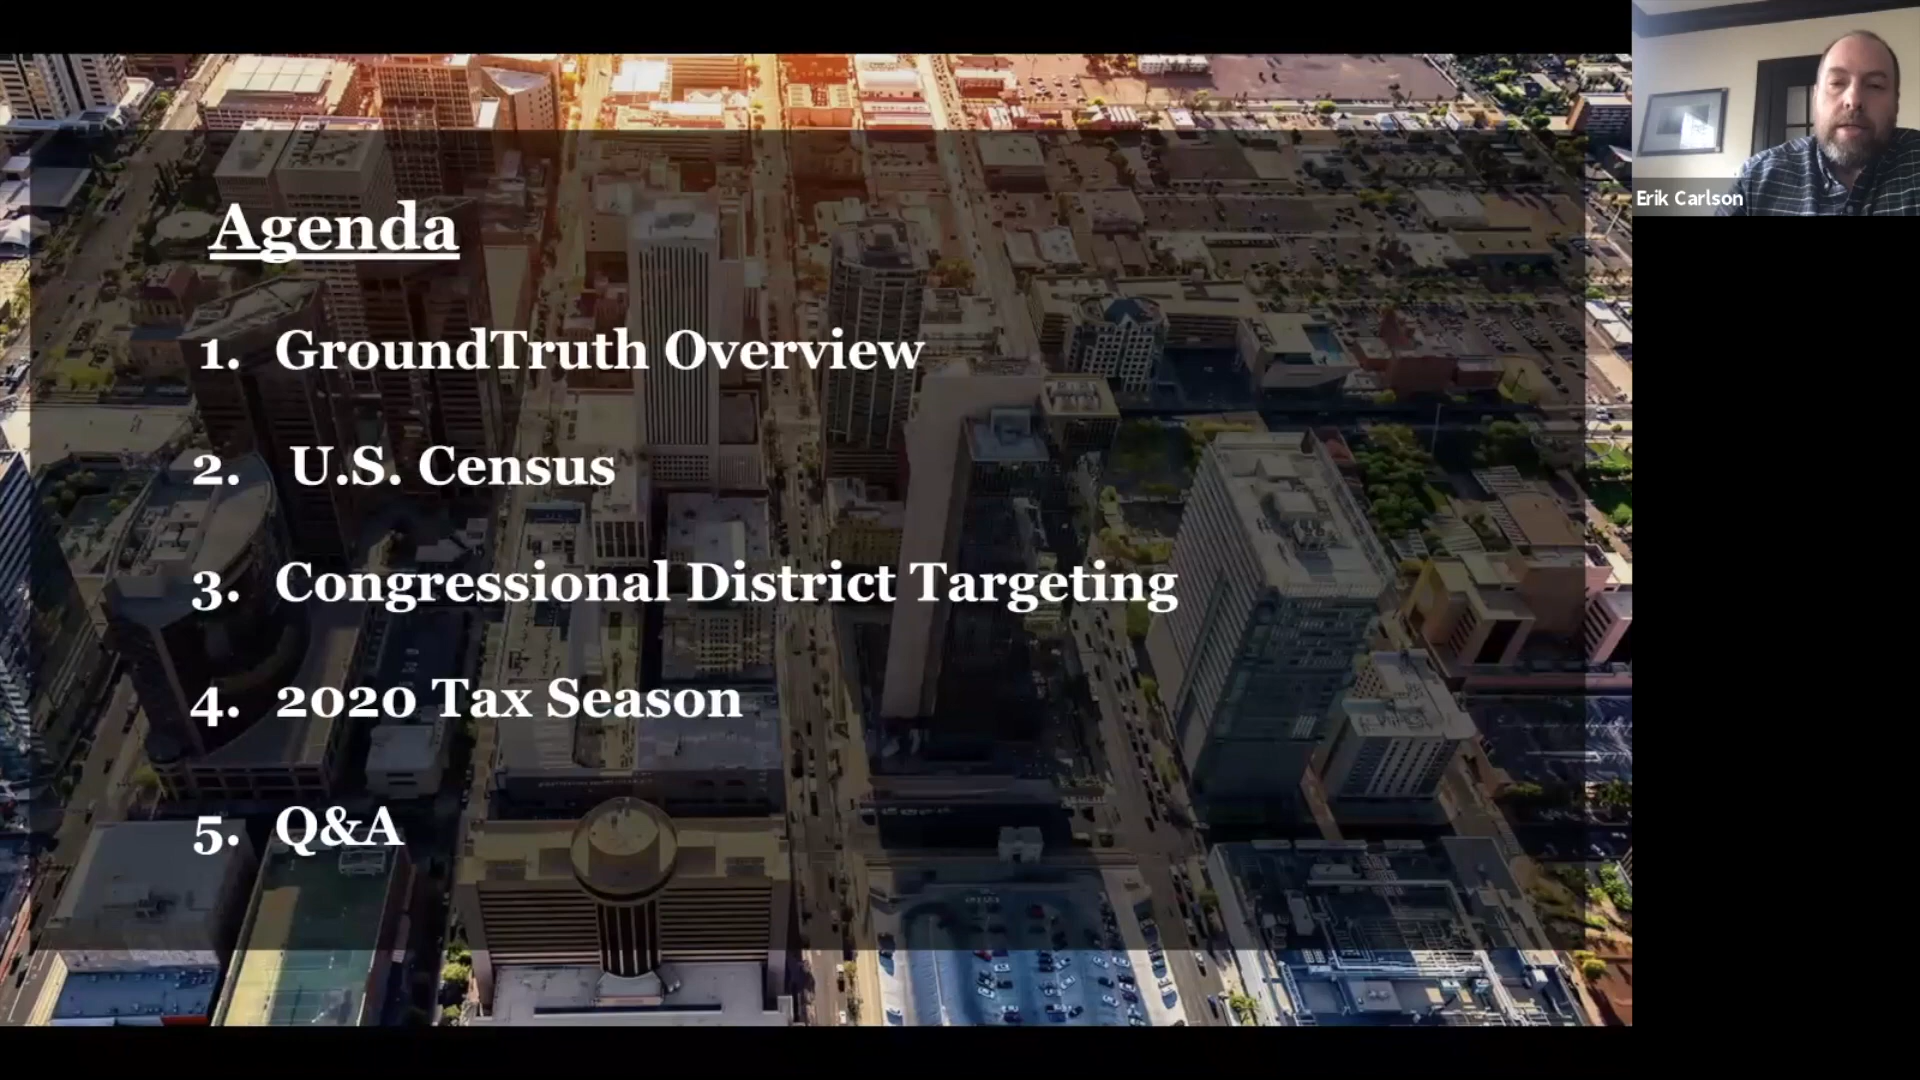 Agenda
1. GroundTruth Overview
2. U.S. Census
3. Congressional District Targeting
4. 2020 Tax Season
5. Q&A
Erik Carlson